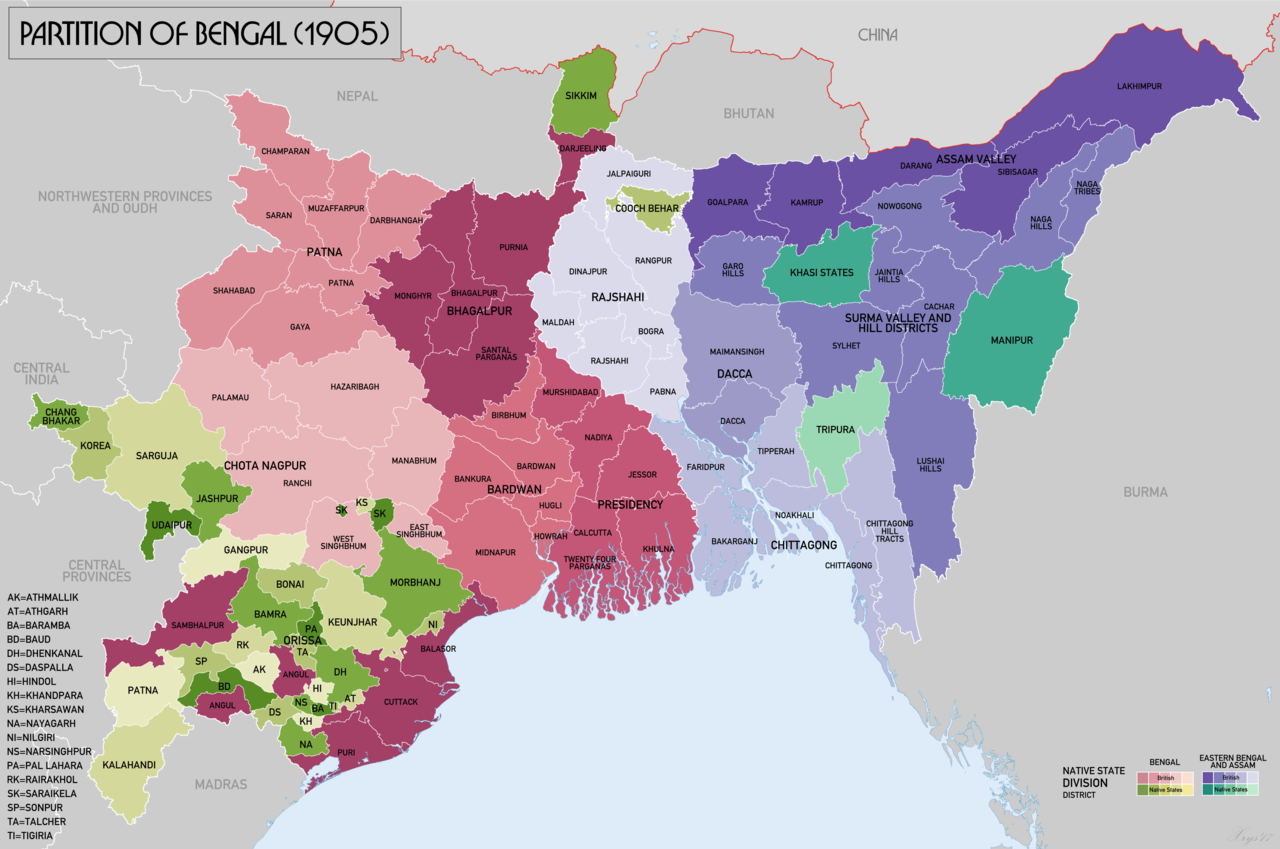 PARTITION OF BENGAL (1905)
CHINA
NEPAL
BHUTAN
SIKKIM
DARJEELING
LAKHIMPUR
ASSAM VALLEY
DARANG
SIBISAGAR
NAGA
TRIBES
CHAMPARAN
JALPAIGURI
NORTHWESTERN PROVINCES
AND OUDH
SARAN
MUZAFFARPUR
DARBHANGAH
COOCH BEHAR
GOALPARA
KAMRUP
NOWOGONG
NAGA
HILLS
PATNA
PURNIA
RANGPUR
DINAJPUR
GARO
HILLS
KHASI STATES
JAINTIA
HILLS
SHAHABAD
PATNA
MONGHYR
BHAGALPUR
BHAGALPUR
RAJSHAHI
CACHAR
GAYA
MALDAH
BOGRA
SURMA VALLEY AND
HILL DISTRICTS
SYLHET
MANIPUR
SANTAL
PARGANAS
RAJSHAHI
MAIMANSINGH
DACCA
CENTRAL
INDIA
HAZARIBAGH
PALAMAU
MURSHIDABAD
PABNA
CHANG
BHAKAR
BIRBHUM
DACCA
TRIPURA
KOREA
SARGUJA
NADIYA
TIPPERAH
CHOTA NAGPUR
MANABHUM
BARDWAN
FARIDPUR
LUSHAI
HILLS
RANCHI
BANKURA
BARDWAN
JESSOR
JASHPUR
KS
SK
SK
HUGLI
PRESIDENCY
BURMA
UDAIPUR
NOAKHALI
EAST
SINGHBHUM
WEST
SINGHBHUM
HOWRAH
CALCUTTA
BAKARGANJ
CHITTAGONG
CHITTAGONG
HILL
TRACTS
GANGPUR
MIDNAPUR
KHULNA
TWENTY-FOUR
PARGANAS
CHITTAGONG
CENTRAL
PROVINCES
BONAI
MORBHANJ
BAMRA
SAMBHALPUR
PA
KEUNJHAR
NI
ORISSA
RK
TA
BALASOR
SP
AK
ANGUL
DH
PATNA
BD
HI
ANGUL
NS
AT
BA
TI
CUTTACK
DS
KH
NA
PURI
KALAHANDI
MADRAS
AK=ATHMALLIK
AT=ATHGARH
BA=BARAMBA
BD=BAUD
DH=DHENKANAL
DS=DASPALLA
HI=HINDOL
KH=KHANDPARA
KS=KHARSAWAN
NA=NAYAGARH
NI=NILGIRI
NS=NARSINGHPUR
PA=PAL LAHARA
RK=RAIRAKHOL
SK=SARAIKELA
SP=SONPUR
TA=TALCHER
TI=TIGIRIA
NATIVE STATE
DIVISION
DISTRICT
BENGAL
British
Native States
EASTERN BENGAL
AND ASSAM
British
Native States